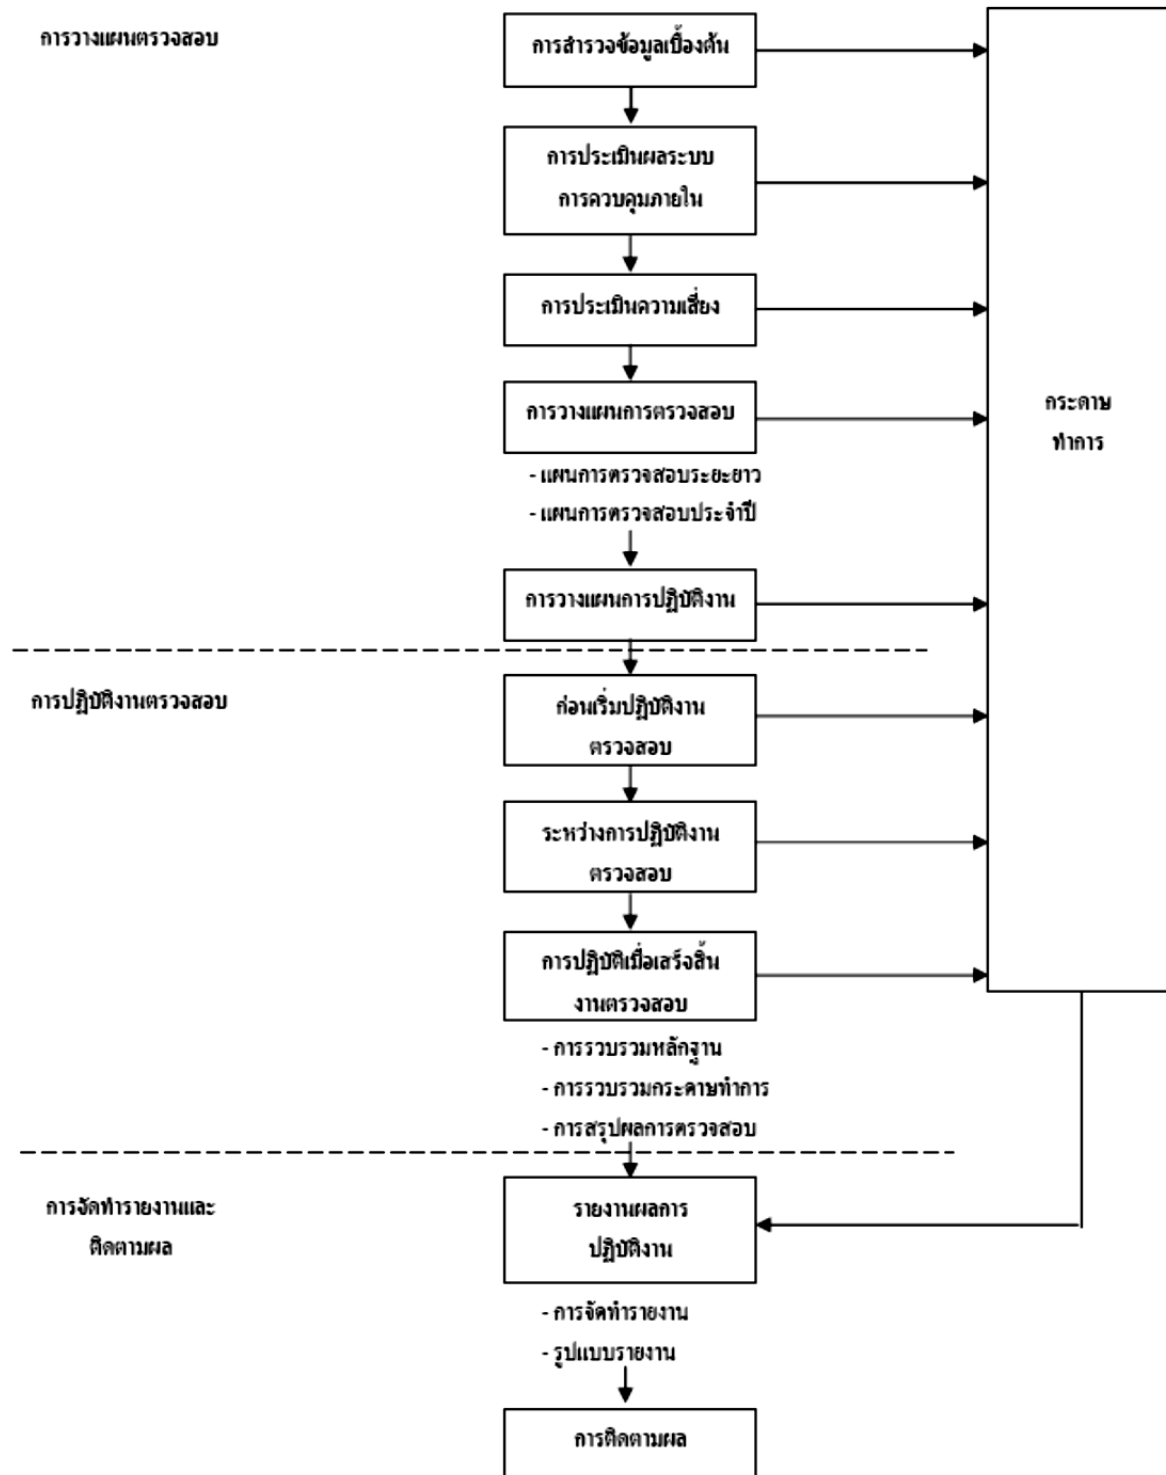 การวางแผนตรวจสอบ
การสำรวจข้อมูลเบื้องต้น
การประเมินผลระบบ
การควบคุมภายใน
การประเมินความเสี่ยง
การวางแผนการตรวจสอบ
- แผนการตรวจสอบระยะยาว
- แผนการตรวจสอบประจำปี
การวางแผนการปฏิบัติงาน
กระดาษ
ทำการ
การปฏิบัติงานตรวจสอบ
ก่อนเริ่มปฏิบัติงาน
ตรวจสอบ
ระหว่างการปฏิบัติงาน
ตรวจสอบ
การปฏิบัติเมื่อเสร็จสิ้น
งานตรวจสอบ
- การรวบรวมหลักฐาน
- การรวบรวมกระดาษทำการ
- การสรุปผลการตรวจสอบ
การจัดทำรายงานและ
ติดตามผล
รายงานผลการ
ปฏิบัติงาน
- การจัดทำรายงาน
- รูปแบบรายงาน
การติดตามผล